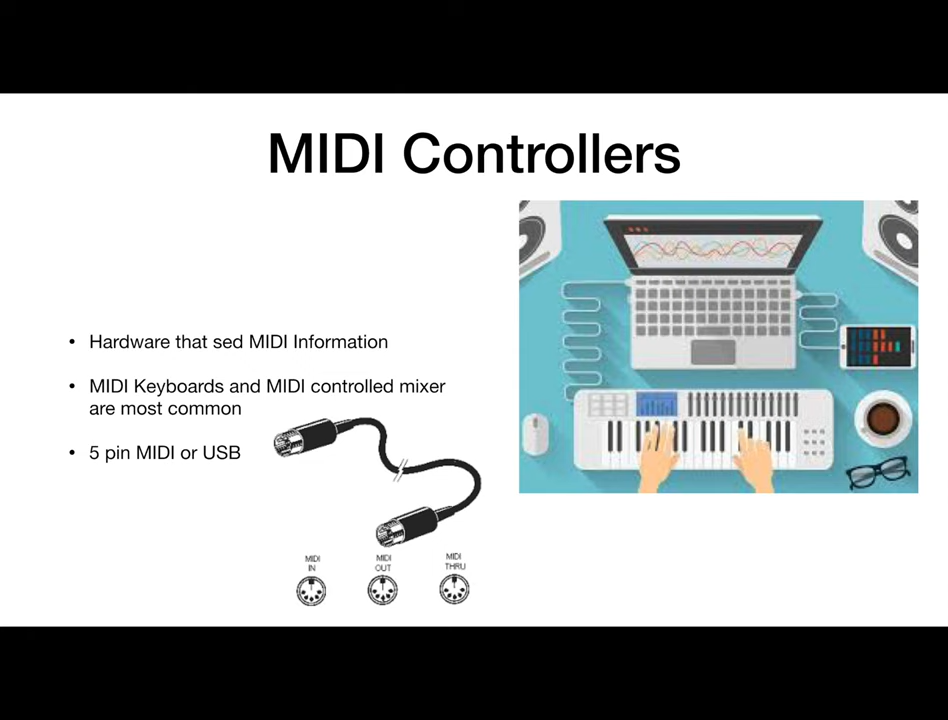 MIDI Controllers
• Hardware that sed MIDI Information
• MIDI Keyboards and MIDI controlled mixer
are most common
• 5 pin MIDI or USB
MIDI
IN
MIDI
OUT
MIDI
THRU